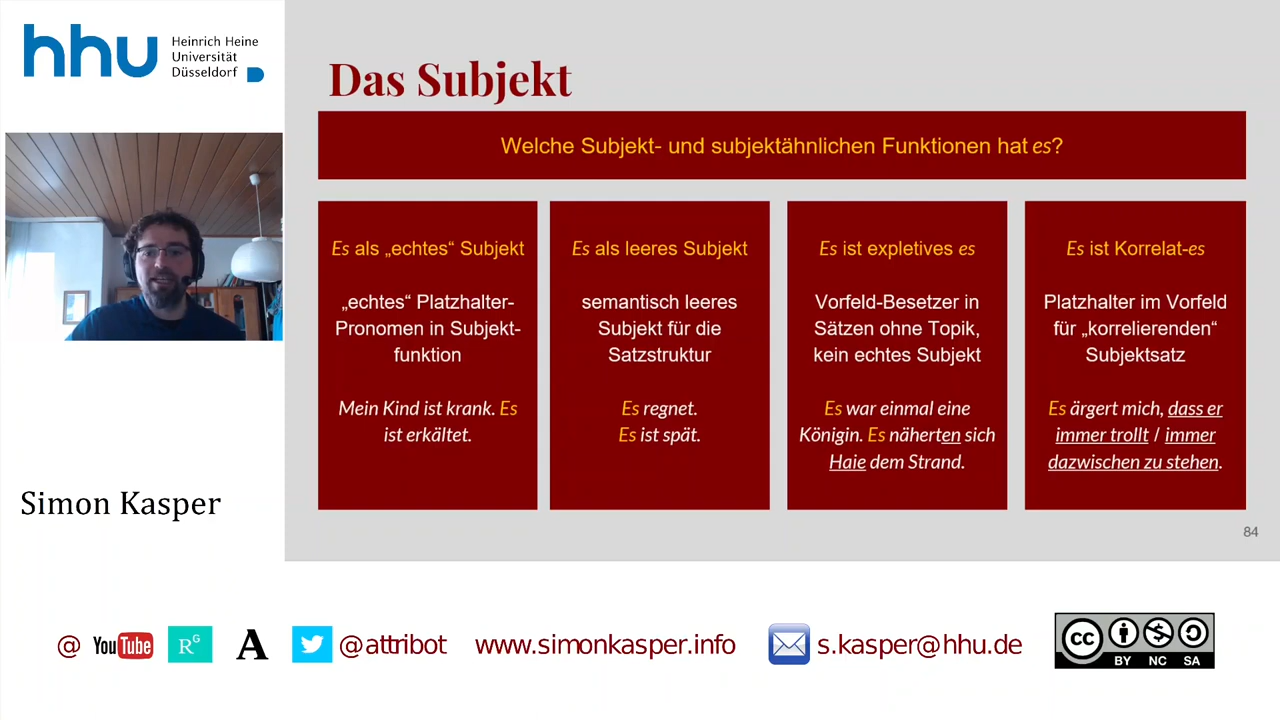 hhu
Heinrich Heine
Universität
Düsseldorf
Das Subjekt
Welche Subjekt- und subjektähnlichen Funktionen hat es?
Es als „echtes“ Subjekt
„echtes“ Platzhalter-
Pronomen in Subjekt-
funktion
Mein Kind ist krank. Es
ist erkältet.
Es als leeres Subjekt
semantisch leeres
Subjekt für die
Satzstruktur
Es regnet.
Es ist spät.
Es ist expletives es
Vorfeld-Besetzer in
Sätzen ohne Topik,
kein echtes Subjekt
Es war einmal eine
Königin. Es näherten sich
Haie dem Strand.
Es ist Korrelat-es
Platzhalter im Vorfeld
für „korrelierenden“
Subjektsatz
Es ärgert mich, dass er
immer trollt / immer
dazwischen zu stehen.
84
Simon Kasper
@ YouTube RG A @attribot www.simonkasper.info s.kasper@hhu.de
cc BY NC SA